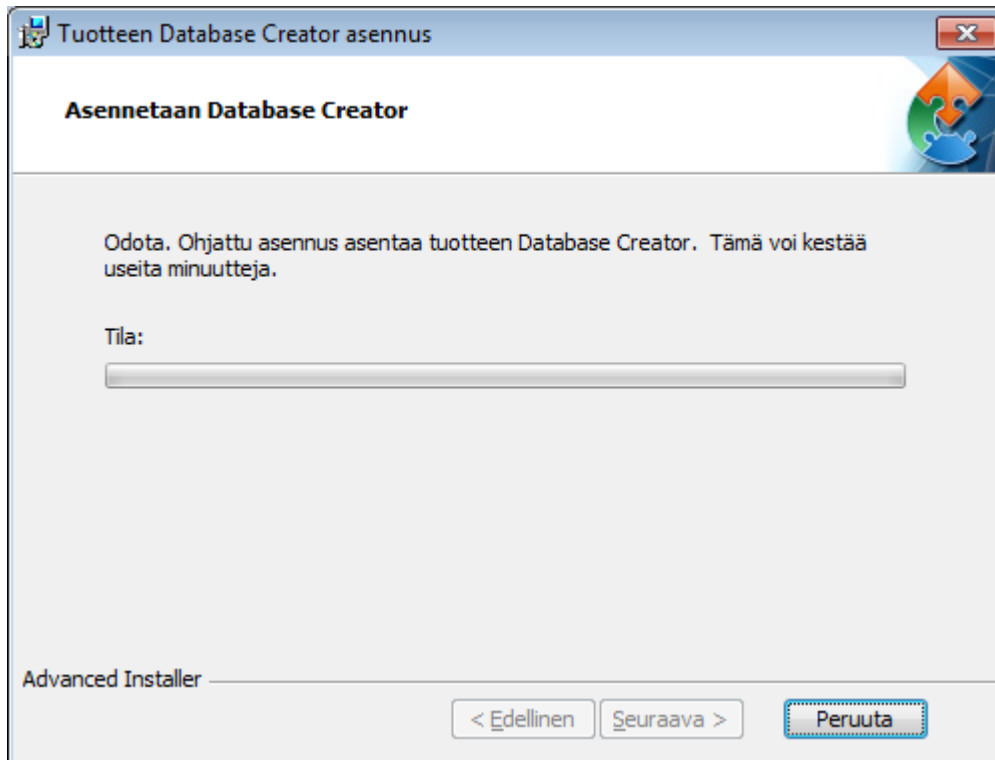 Tuotteen Database Creator asennus
Asennetaan Database Creator
Odota. Ohjattu asennus asentaa tuotteen Database Creator. Tämä voi kestää
useita minuutteja.
Tila:
Advanced Installer
< Edellinen Seuraava > Peruuta